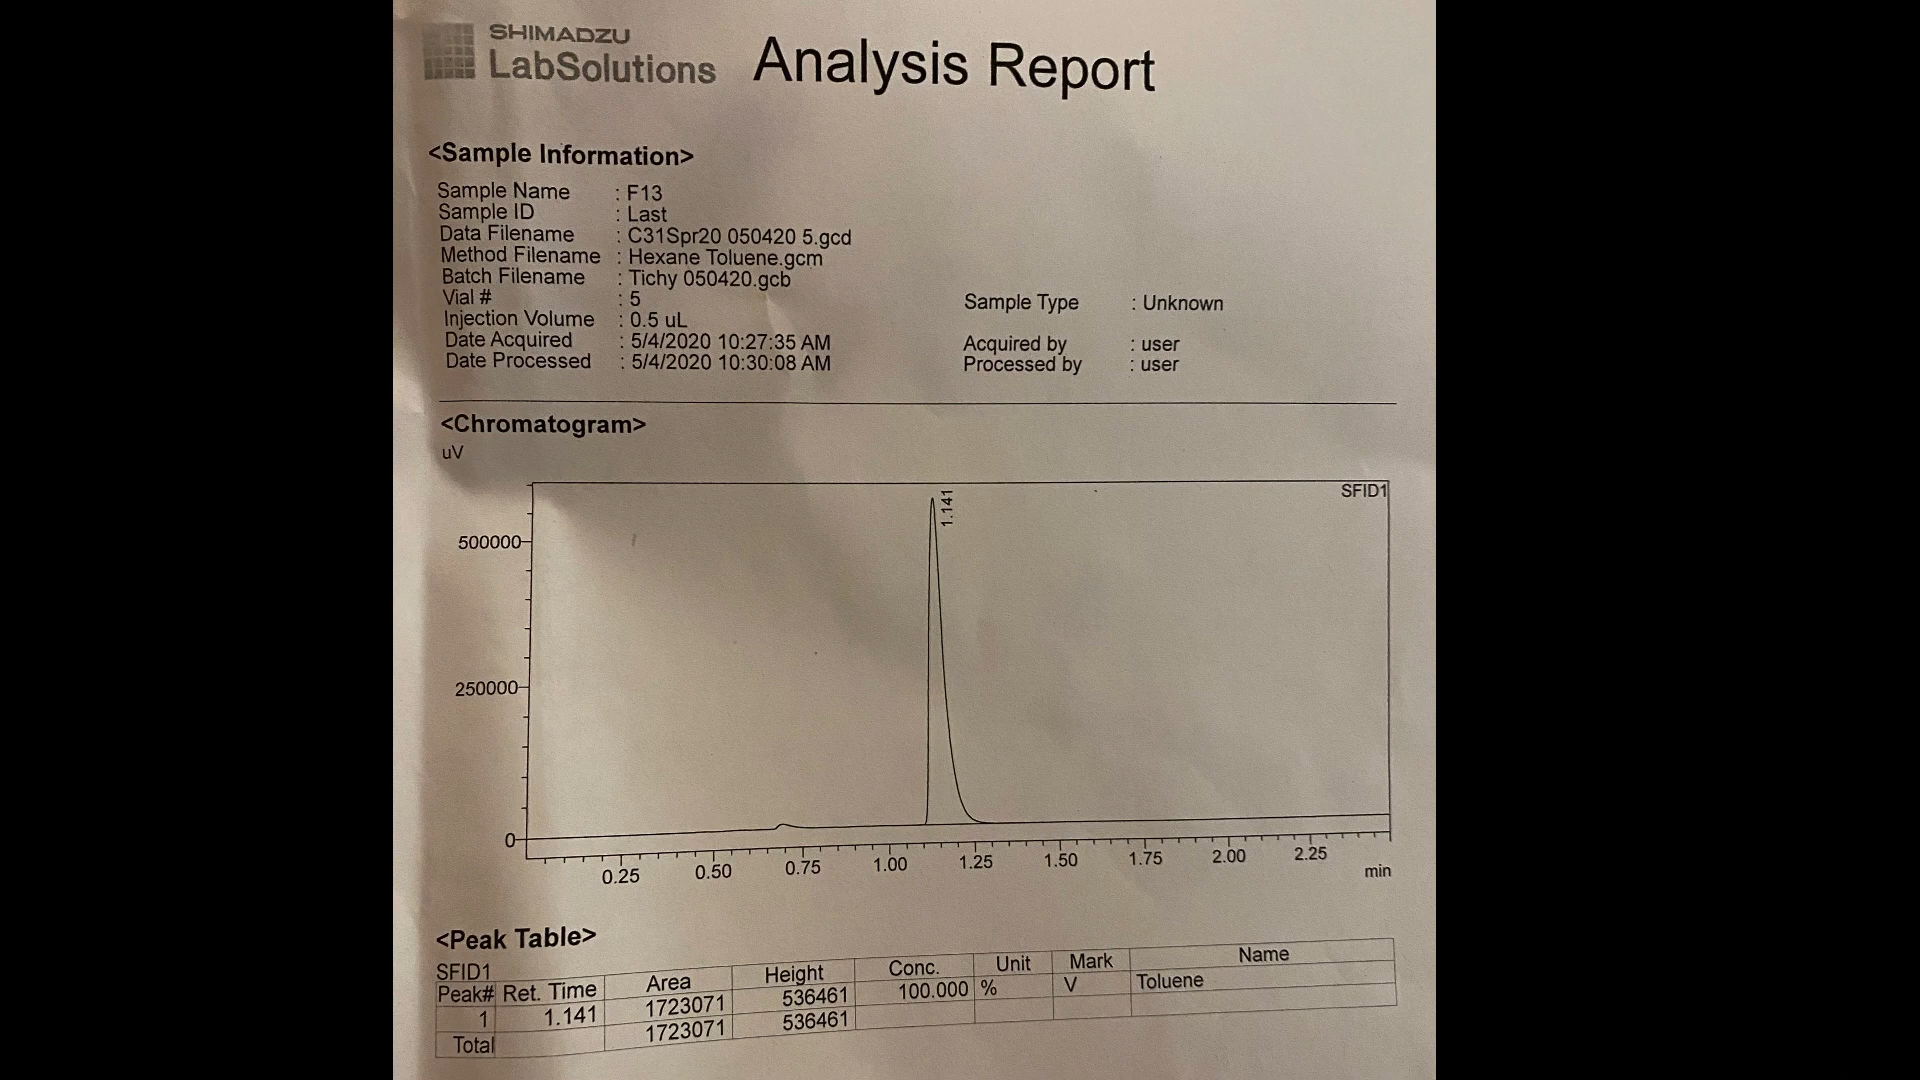 SHIMADZU
LabSolutions Analysis Report
<Sample Information>
Sample Name : F13
Sample ID : Last
Data Filename : C31Spr20 050420 5.gcd
Method Filename : Hexane Toluene.gcm
Batch Filename : Tichy 050420.gcb
Vial # : 5 Sample Type : Unknown
Injection Volume : 0.5 uL
Date Acquired : 5/4/2020 10:27:35 AM Acquired by : user
Date Processed : 5/4/2020 10:30:08 AM Processed by : user
<Chromatogram>
uV
SFID1
1.141
500000
250000
0
0.25 0.50 0.75 1.00 1.25 1.50 1.75 2.00 2.25
min
<Peak Table>
SFID1
Peak# Ret. Time Area Height Conc. Unit Mark Name
1 1.141 1723071 536461 100.000 % V Toluene
Total 1723071 536461